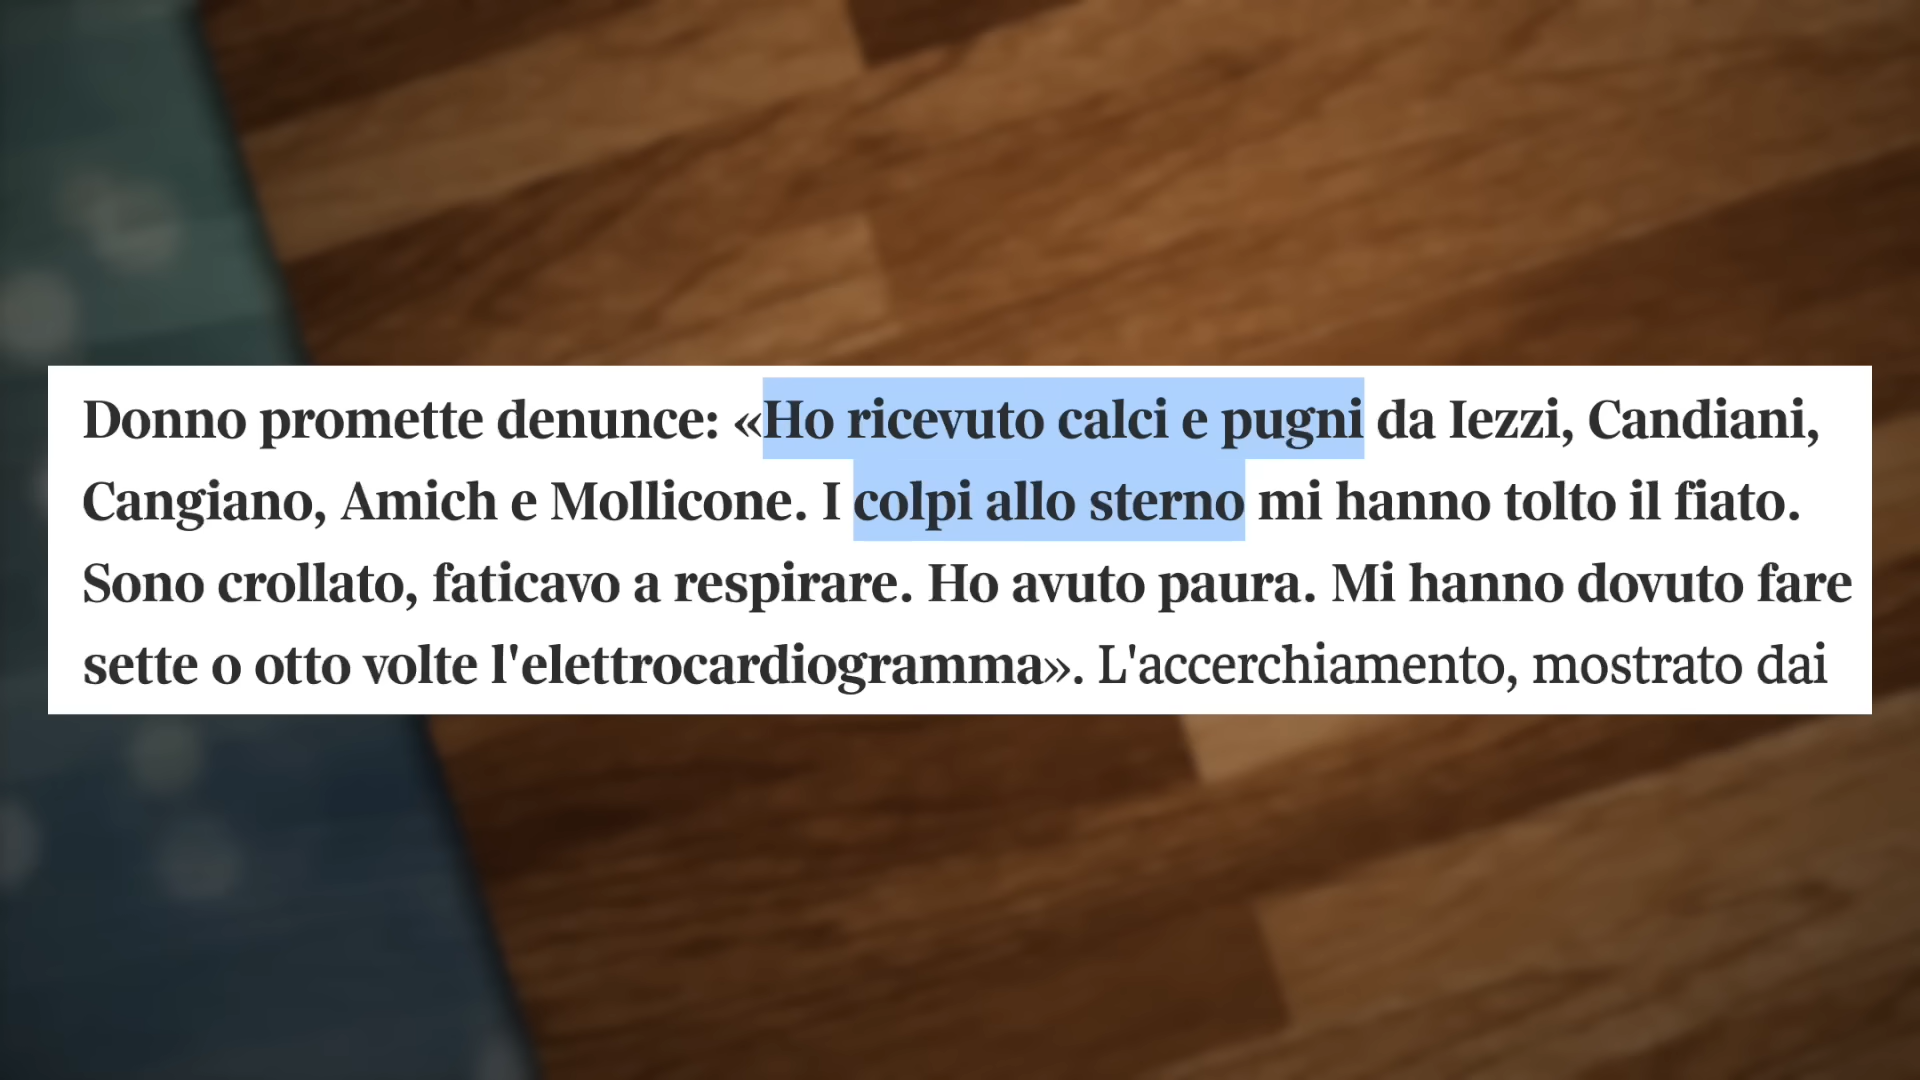 Donno promette denunce: «Ho ricevuto calci e pugni da Iezzi, Candiani,
Cangiano, Amich e Mollicone. I colpi allo sterno mi hanno tolto il fiato.
Sono crollato, faticavo a respirare. Ho avuto paura. Mi hanno dovuto fare
sette o otto volte l'elettrocardiogramma». L'accerchiamento, mostrato dai